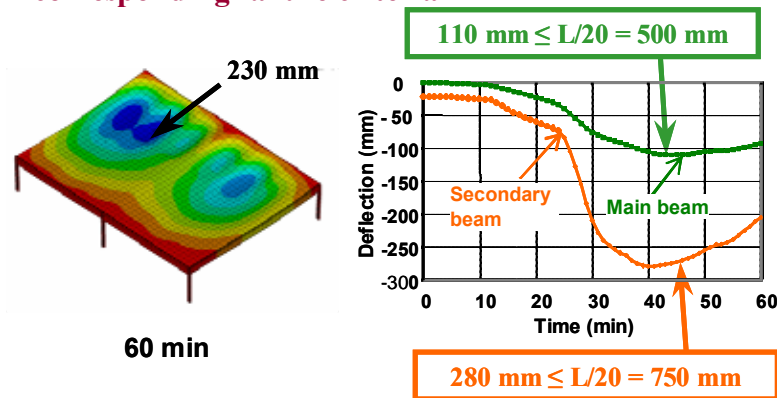 110 mm ≤ L/20 = 500 mm
230 mm
60 min
Deflection (mm)
0
- 50
-100
-150
-200
-250
-300
Secondary
beam
Main beam
0 10 20 30 40 50 60
Time (min)
280 mm ≤ L/20 = 750 mm